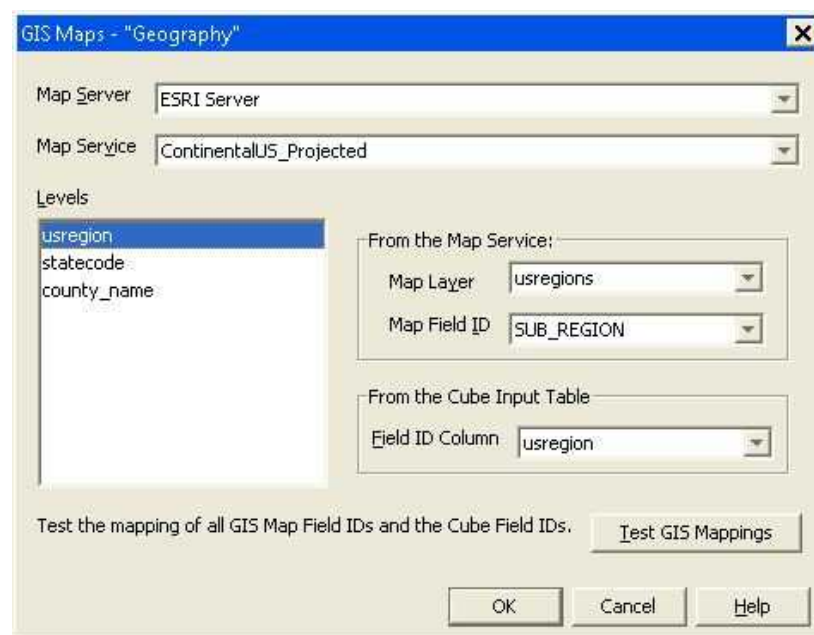 GIS Maps - "Geography"
Map Server ESRI Server
Map Service ContinentalUS_Projected
Levels
usregion
statecode
county_name
From the Map Service:
Map Layer usregions
Map Field ID SUB_REGION
From the Cube Input Table
Field ID Column usregion
Test the mapping of all GIS Map Field IDs and the Cube Field IDs. Test GIS Mappings
OK Cancel Help